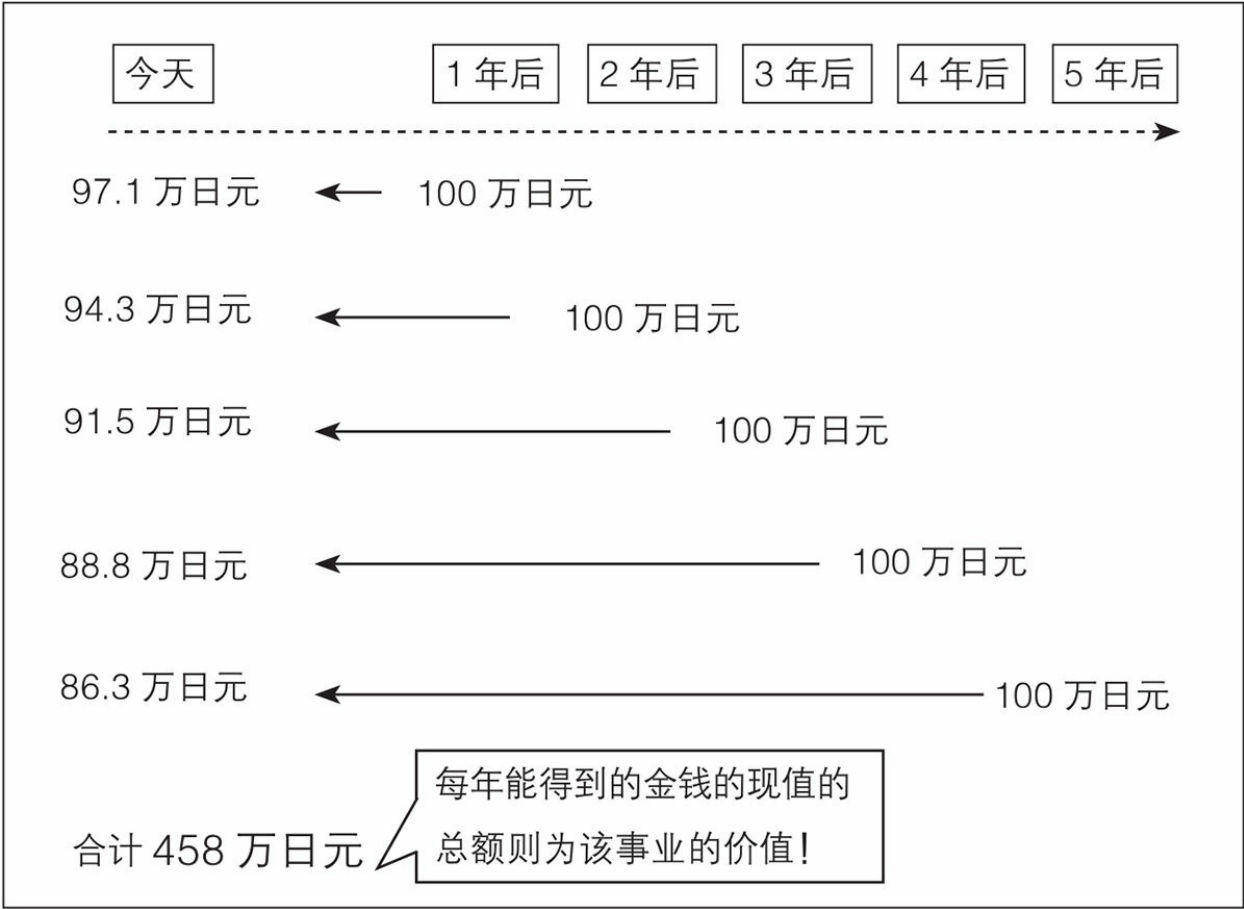 今天 1 年后 2 年后 3 年后 4 年后 5 年后
97.1 万日元 100 万日元
94.3 万日元 100 万日元
91.5 万日元 100 万日元
88.8 万日元 100 万日元
86.3 万日元 100 万日元
每年能得到的金钱的现值的
总额则为该事业的价值！
合计 458 万日元